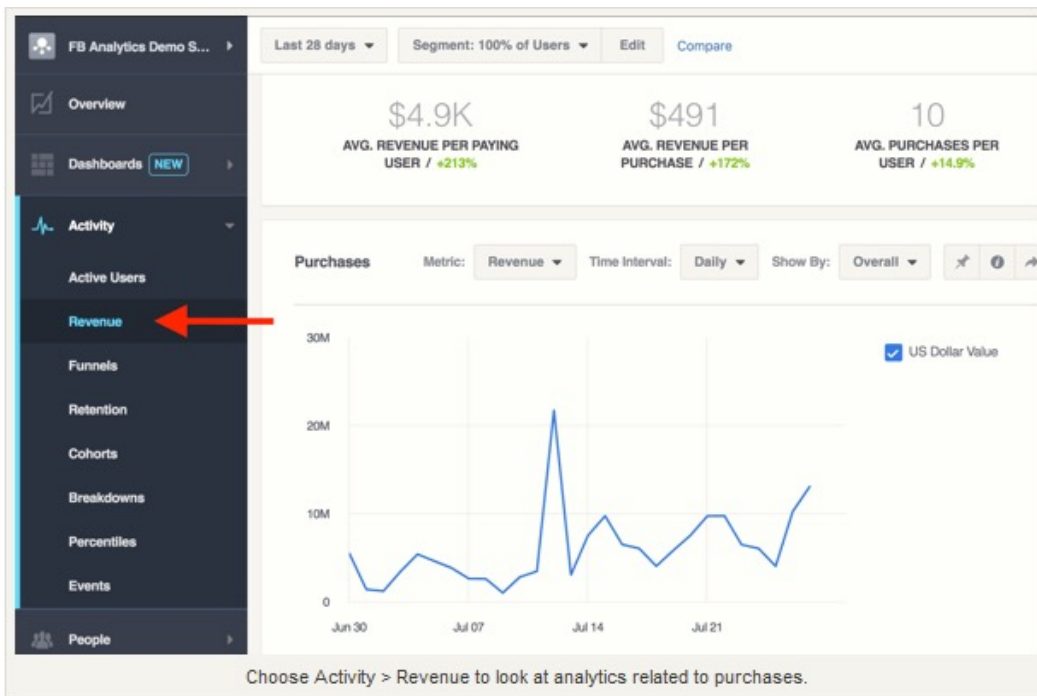 FB Analytics Demo S...
Last 28 days
Segment: 100% of Users
Edit
Compare
Overview
Dashboards NEW
Activity
Active Users
Revenue
Funnels
Retention
Cohorts
Breakdowns
Percentiles
Events
People
$4.9K
AVG. REVENUE PER PAYING
USER / +213%
$491
AVG. REVENUE PER
PURCHASE / +172%
10
AVG. PURCHASES PER
USER / +14.9%
Purchases
Metric: Revenue
Time Interval: Daily
Show By: Overall
US Dollar Value
30M
20M
10M
0
Jun 30 Jul 07 Jul 14 Jul 21
Choose Activity > Revenue to look at analytics related to purchases.